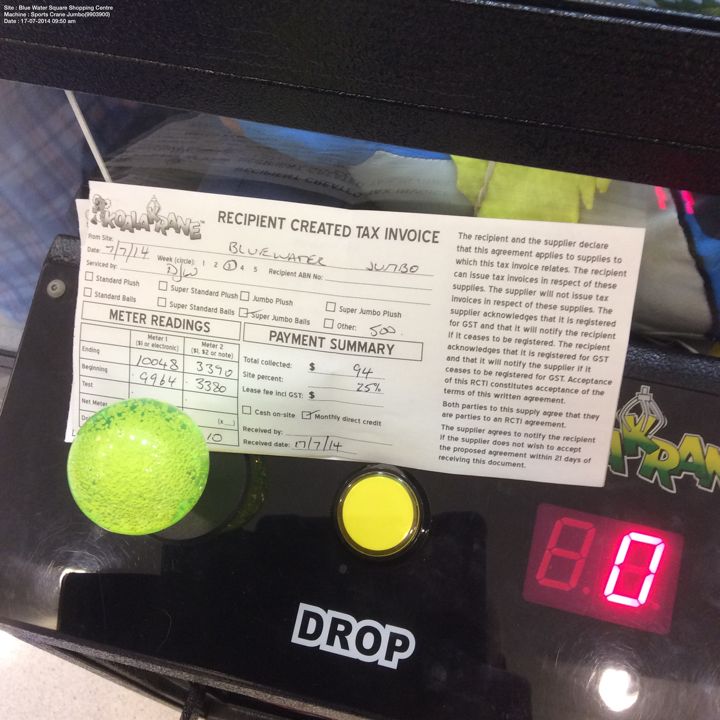 Site : Blue Water Square Shopping Centre
Machine : Sports Crane Jumbo(9903900)
Date : 17-07-2014 09:50 am
KOALAKRANE™
RECIPIENT CREATED TAX INVOICE
From Site: BLUEWATER JUMBO
Date: 17/7/14 Week (circle): 1 2 3 4 5 Recipient ABN No:
Serviced by: D/W
Standard Plush Super Standard Plush Jumbo Plush Super Jumbo Plush
Standard Balls Super Standard Balls Super Jumbo Balls Other: 500.
METER READINGS
Meter 1 ($1 or electronic) Meter 2 ($1, $2 or note)
Ending 10048 3390
Beginning 9964 3380
Test
Net Meter
(x )
10
PAYMENT SUMMARY
Total collected: $ 94
Site percent: 25%
Lease fee incl GST: $
Cash on-site Monthly direct credit
Received by:
Received date: 17/7/14
The recipient and the supplier declare
that this agreement applies to supplies to
which this tax invoice relates. The recipient
can issue tax invoices in respect of these
supplies. The supplier will not issue tax
invoices in respect of these supplies. The
supplier acknowledges that it is registered
for GST and that it will notify the recipient
if it ceases to be registered. The recipient
acknowledges that it is registered for GST
and that it will notify the supplier if it
ceases to be registered for GST. Acceptance
of this RCTI constitutes acceptance of the
terms of this written agreement.
Both parties to this supply agree that they
are parties to an RCTI agreement.
The supplier agrees to notify the recipient
if the supplier does not wish to accept
the proposed agreement within 21 days of
receiving this document.
0
DROP